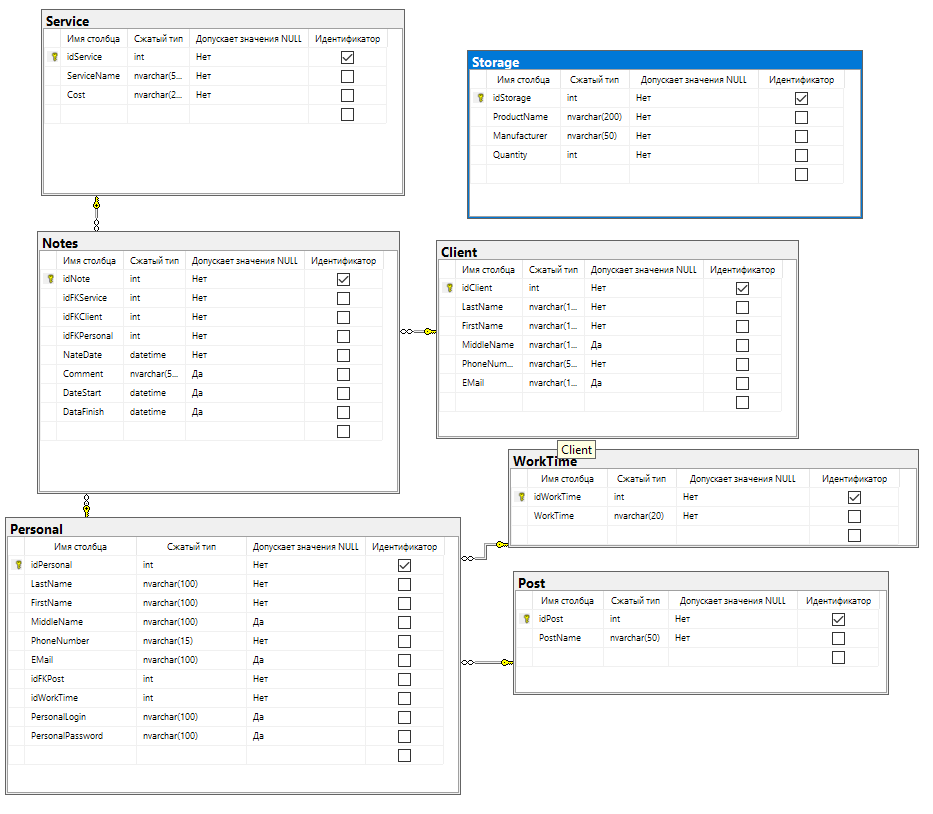 Service
Имя столбца Сжатый тип Допускает значения NULL Идентификатор
idService int Нет
ServiceName nvarchar(5... Нет
Cost nvarchar(2... Нет
Storage
Имя столбца Сжатый тип Допускает значения NULL Идентификатор
idStorage int Нет
ProductName nvarchar(200) Нет
Manufacturer nvarchar(50) Нет
Quantity int Нет
Notes
Имя столбца Сжатый тип Допускает значения NULL Идентификатор
idNote int Нет
idFKService int Нет
idFKClient int Нет
idFKPersonal int Нет
NateDate datetime Нет
Comment nvarchar(5... Да
DateStart datetime Да
DataFinish datetime Да
Client
Имя столбца Сжатый тип Допускает значения NULL Идентификатор
idClient int Нет
LastName nvarchar(1... Нет
FirstName nvarchar(1... Нет
MiddleName nvarchar(1... Да
PhoneNum... nvarchar(5... Нет
EMail nvarchar(1... Да
Client
WorkTime
Имя столбца Сжатый тип Допускает значения NULL Идентификатор
idWorkTime int Нет
WorkTime nvarchar(20) Нет
Personal
Имя столбца Сжатый тип Допускает значения NULL Идентификатор
idPersonal int Нет
LastName nvarchar(100) Нет
FirstName nvarchar(100) Нет
MiddleName nvarchar(100) Да
PhoneNumber nvarchar(15) Нет
EMail nvarchar(100) Да
idFKPost int Нет
idWorkTime int Нет
PersonalLogin nvarchar(100) Да
PersonalPassword nvarchar(100) Да
Post
Имя столбца Сжатый тип Допускает значения NULL Идентификатор
idPost int Нет
PostName nvarchar(50) Нет